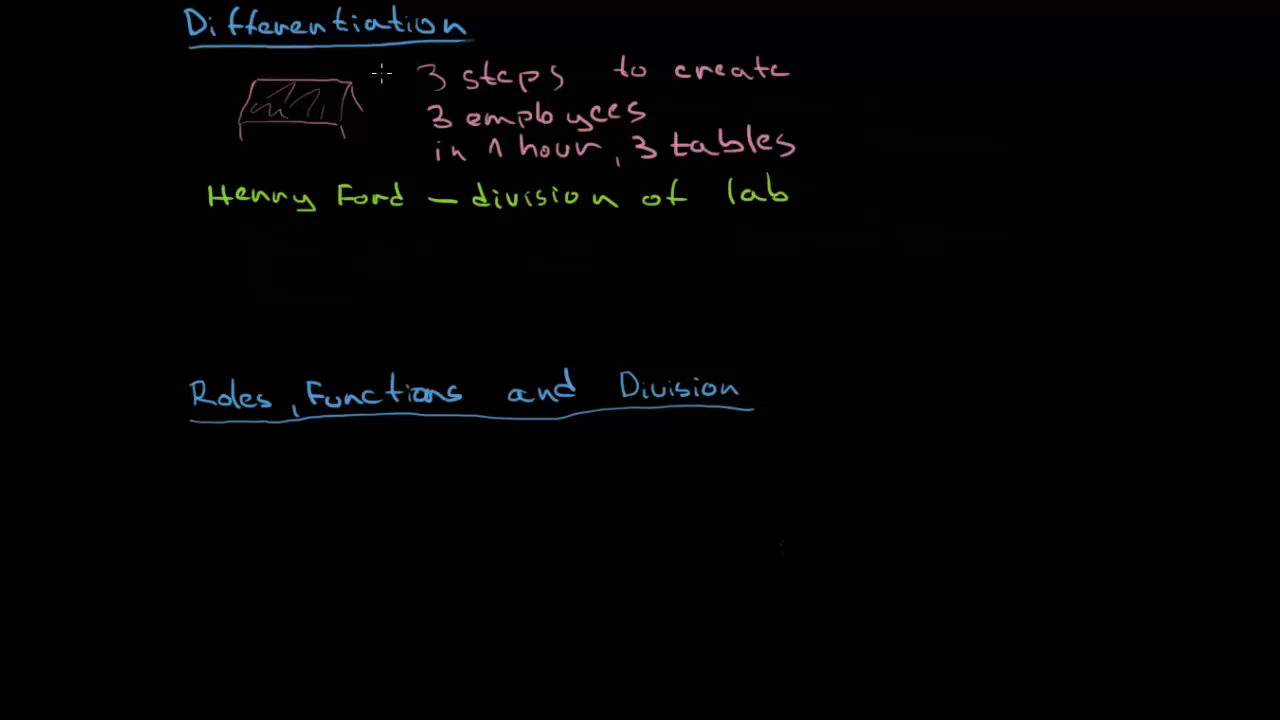 Differentiation
3 steps to create
3 employees
in 1 hour, 3 tables
Henry Ford – division of lab
Roles, Functions and Division